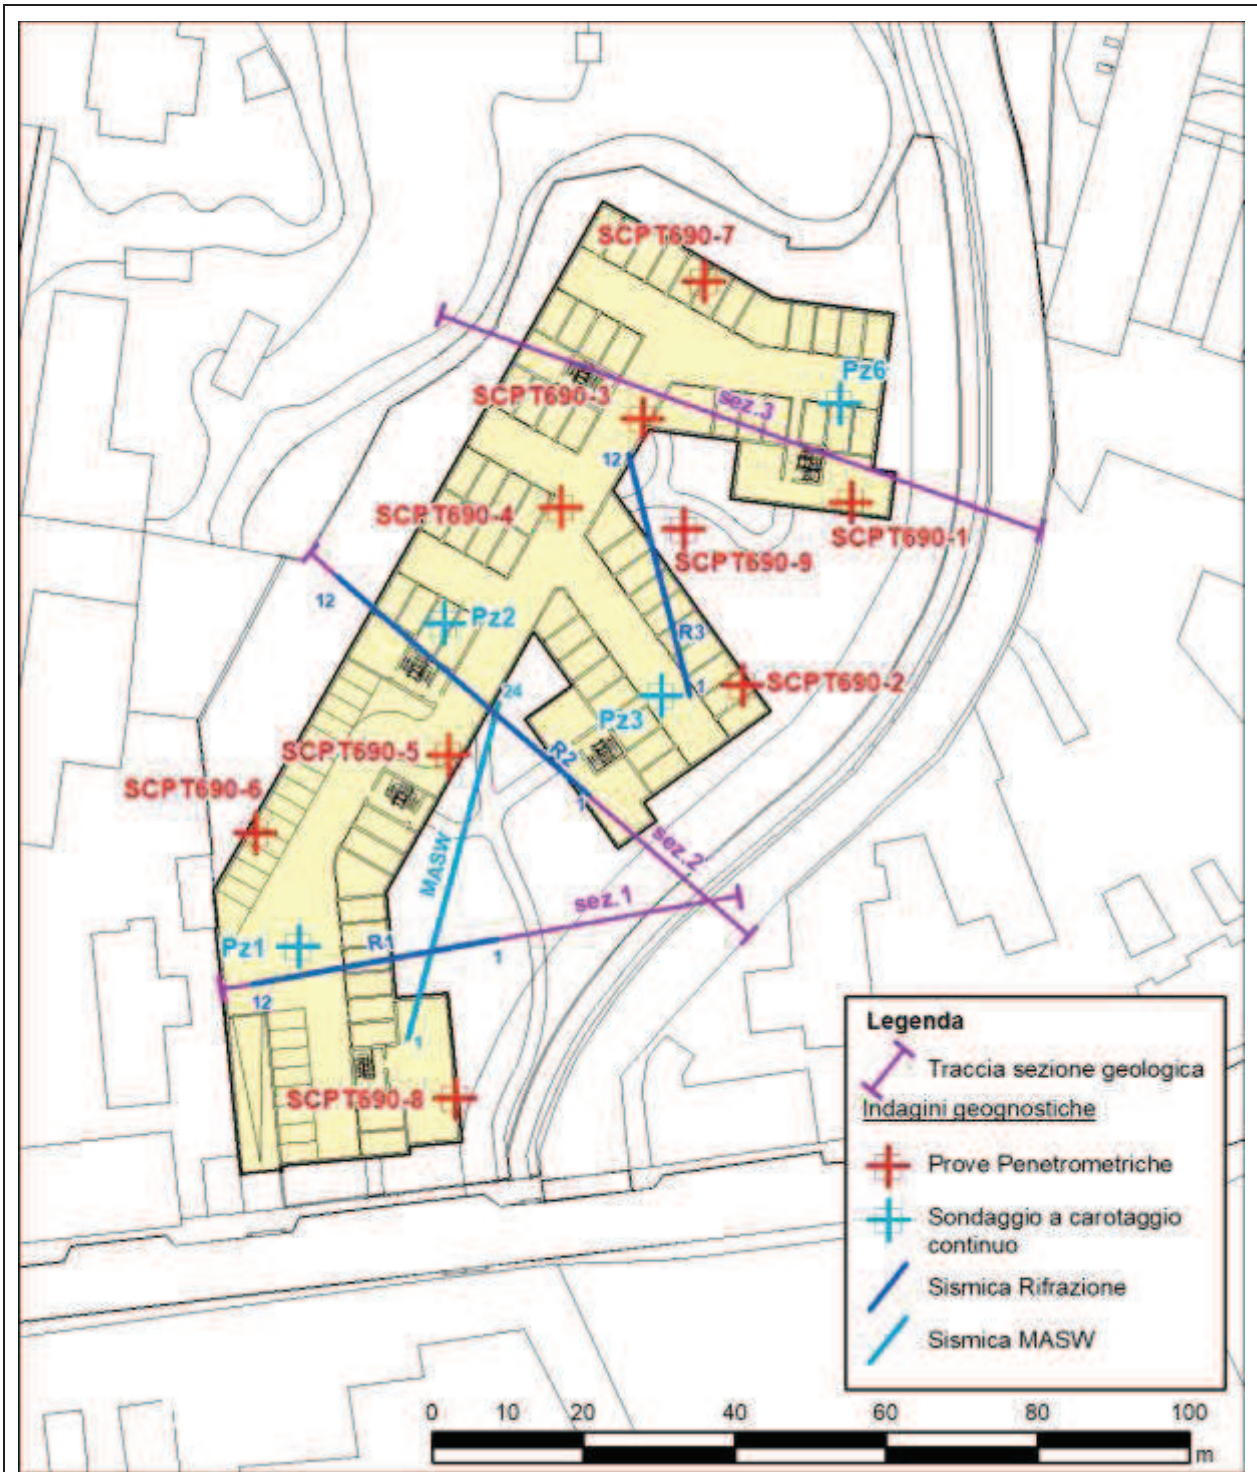 SCPT690-7
Pz6
SCPT690-3
sez.3
12
SCPT690-4
SCPT690-1
SCPT690-9
12
Pz2
R3
24
1
SCPT690-2
Pz3
SCPT690-5
R2
SCPT690-6
1
sez.2
MASW
sez.1
Pz1
R1
1
12
1
SCPT690-8
Legenda
Traccia sezione geologica
Indagini geognostiche
Prove Penetrometriche
Sondaggio a carotaggio
continuo
Sismica Rifrazione
Sismica MASW
0 10 20 40 60 80 100
m